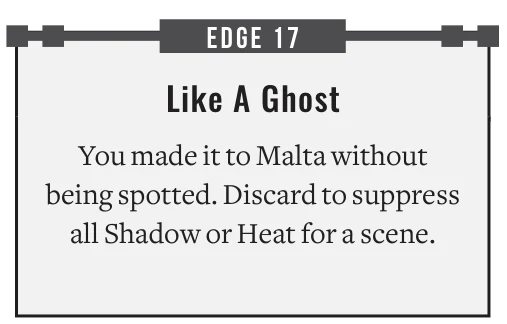 EDGE 17
Like A Ghost
You made it to Malta without
being spotted. Discard to suppress
all Shadow or Heat for a scene.